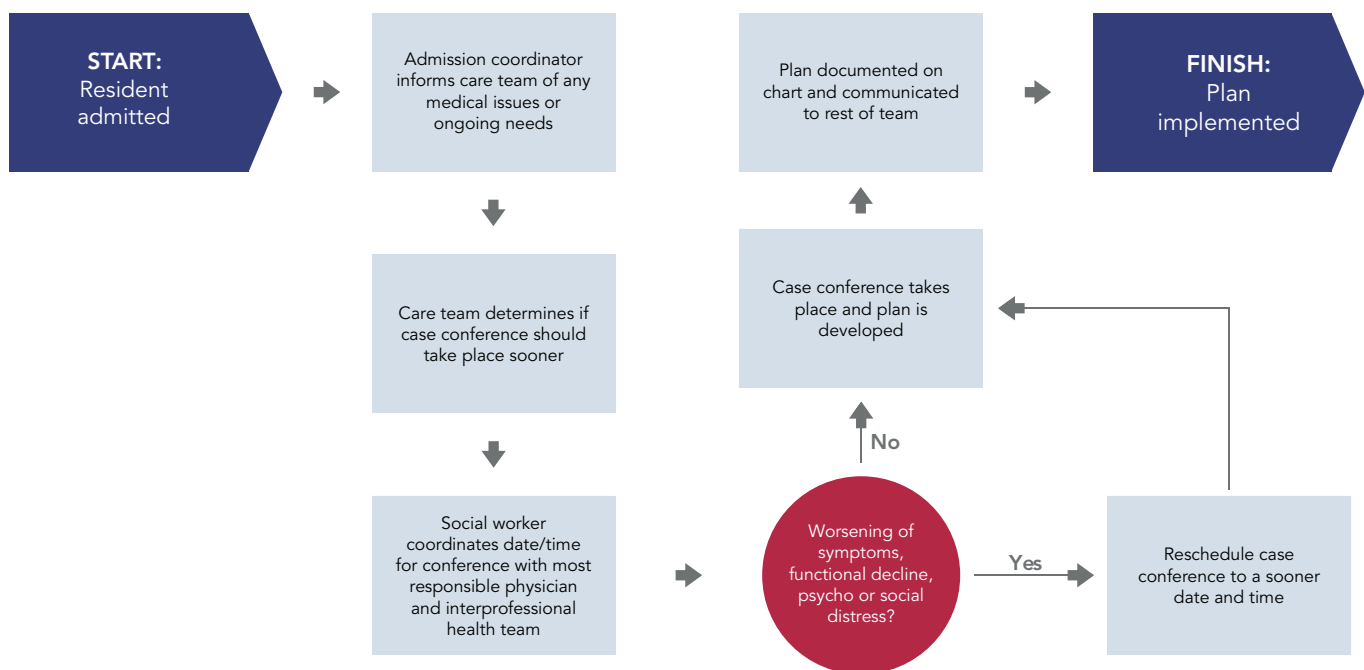 START:
Resident
admitted
Admission coordinator
informs care team of any
medical issues or
ongoing needs
Care team determines if
case conference should
take place sooner
Social worker
coordinates date/time
for conference with most
responsible physician
and interprofessional
health team
Worsening of
symptoms,
functional decline,
psycho or social
distress?
Yes
Reschedule case
conference to a sooner
date and time
No
Case conference takes
place and plan is
developed
Plan documented on
chart and communicated
to rest of team
FINISH:
Plan
implemented